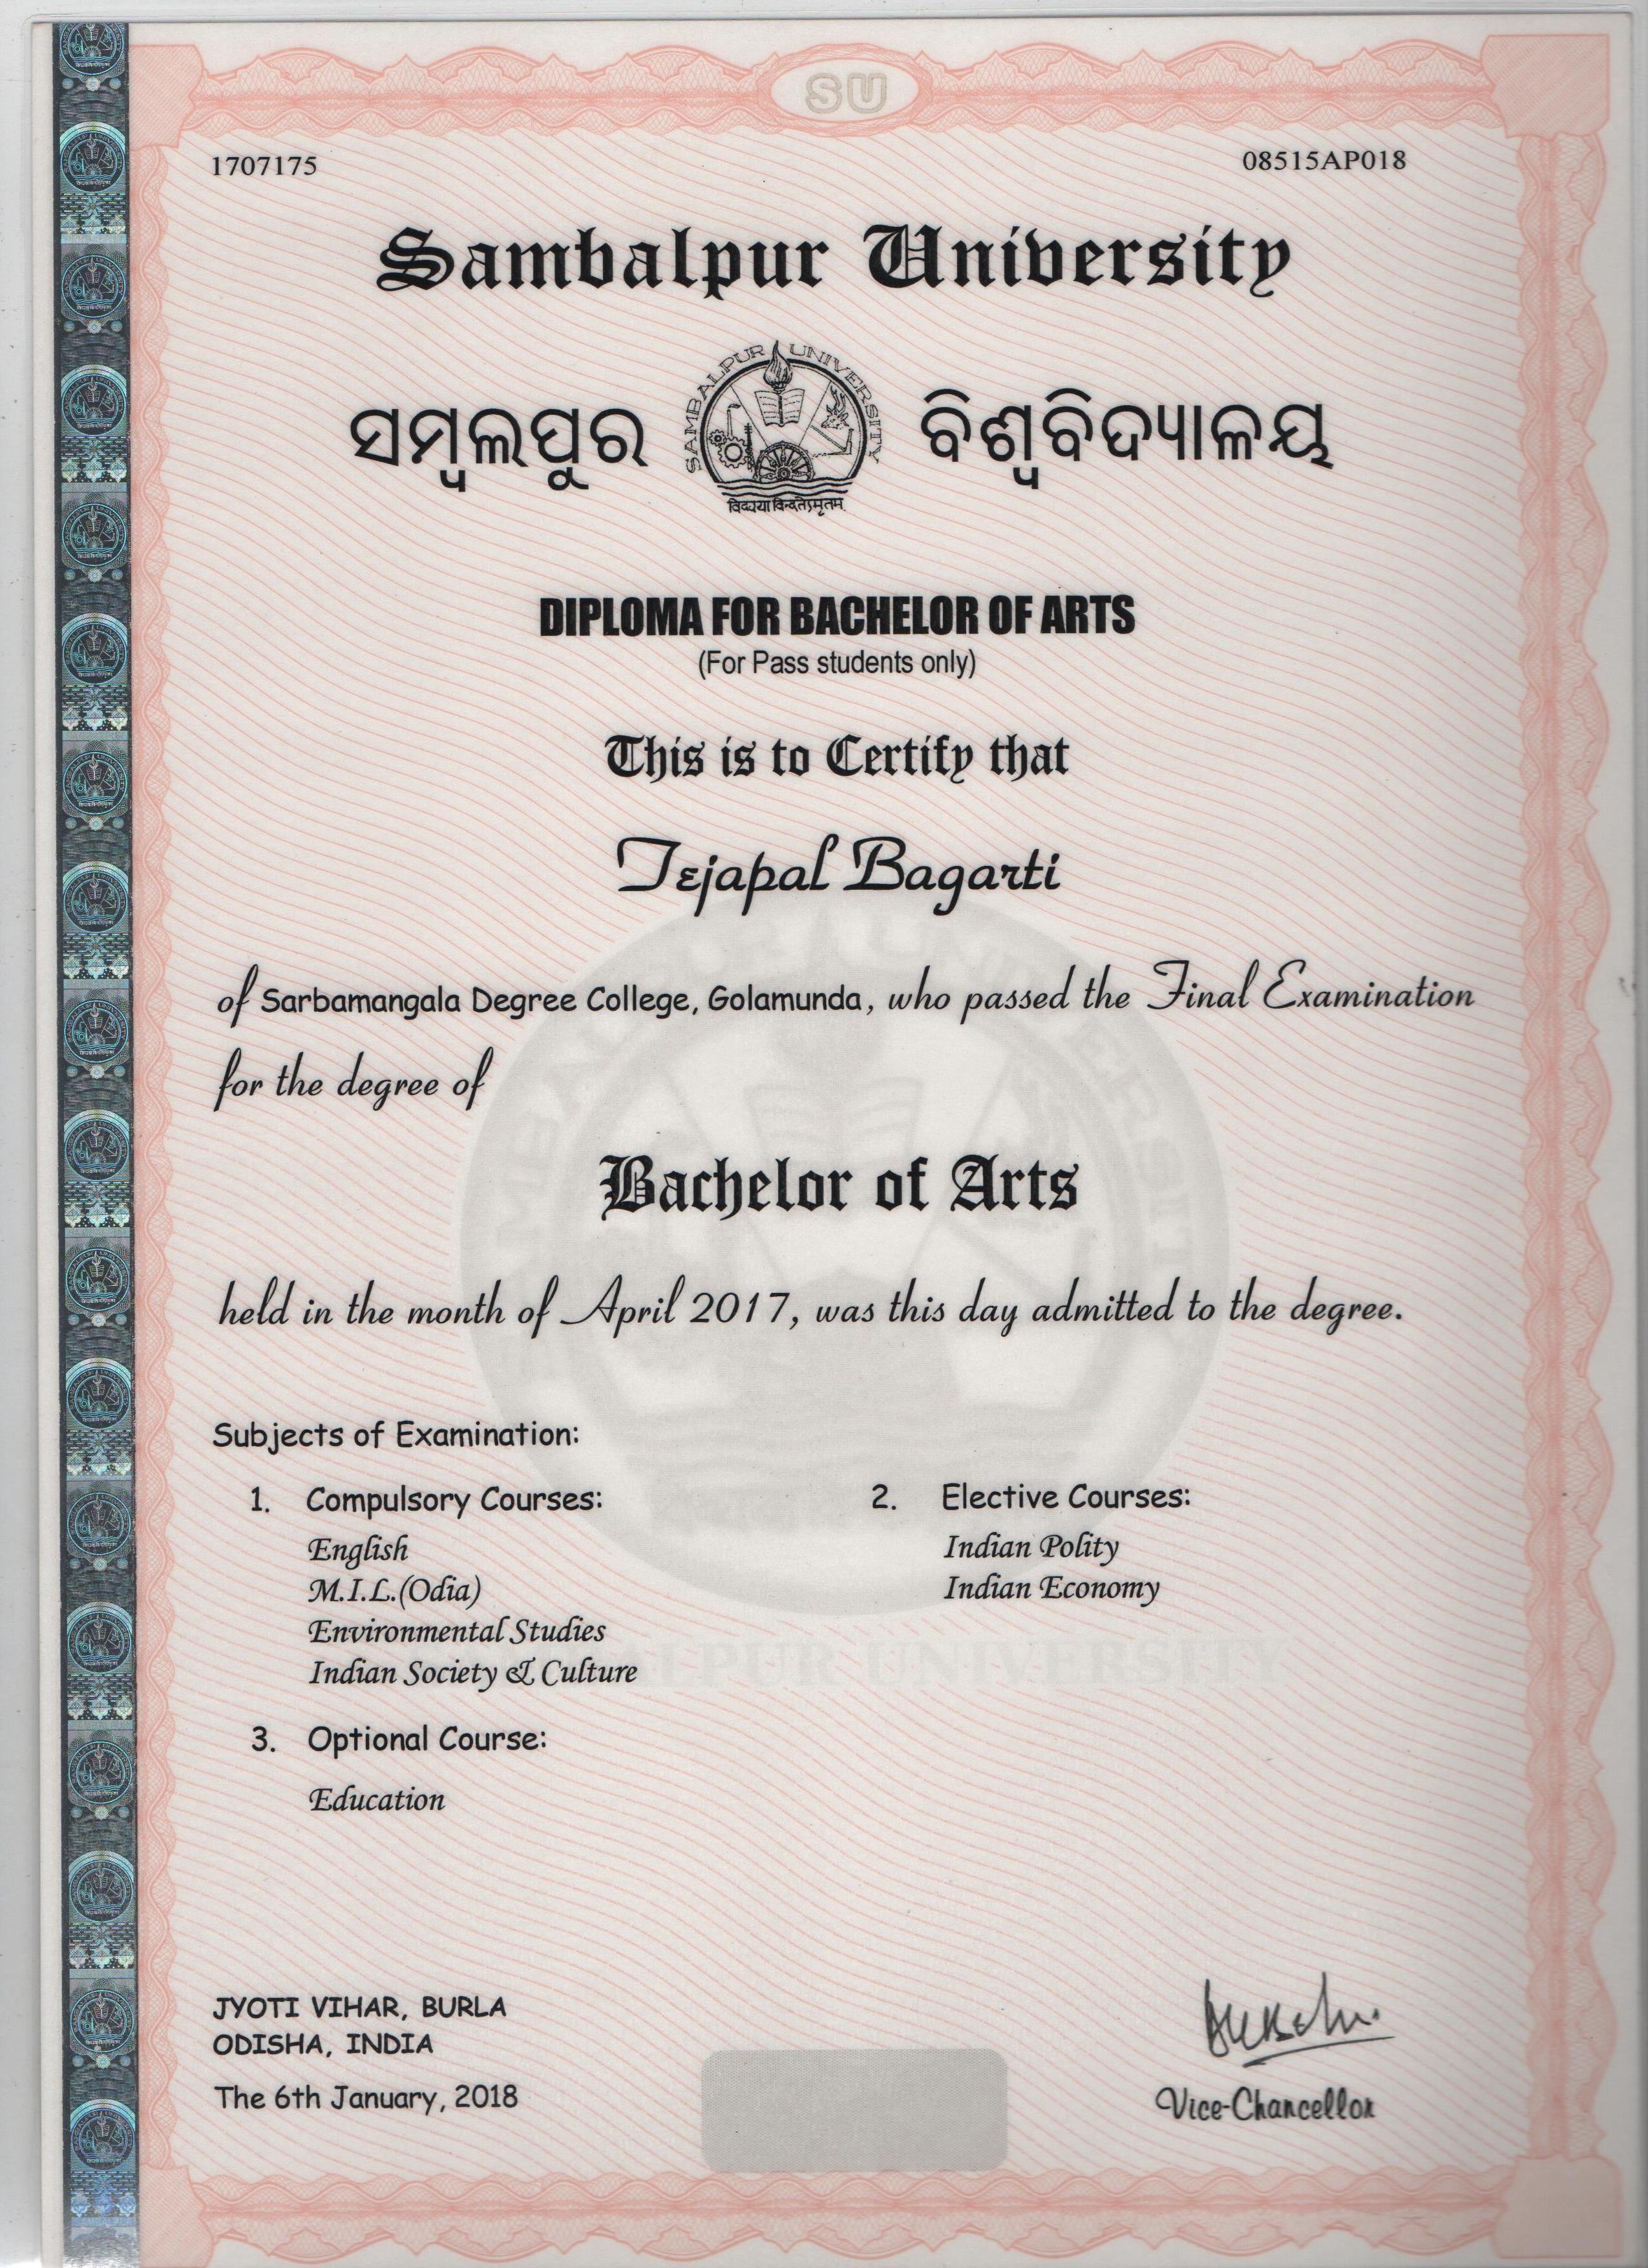 SU
1707175 08515AP018
Sambalpur University
SAMBALPUR UNIVERSITY
ସମ୍ବଲପୁର ବିଶ୍ୱବିଦ୍ୟାଳୟ
DIPLOMA FOR BACHELOR OF ARTS
(For Pass students only)
This is to Certify that
Tejapal Bagarti
of Sarbamangala Degree College, Golamunda, who passed the Final Examination
for the degree of
Bachelor of Arts
held in the month of April 2017, was this day admitted to the degree.
Subjects of Examination:
1. Compulsory Courses: 2. Elective Courses:
English Indian Polity
M.I.L.(Odia) Indian Economy
Environmental Studies
Indian Society & Culture
3. Optional Course:
Education
JYOTI VIHAR, BURLA
ODISHA, INDIA
The 6th January, 2018
Vice-Chancellor